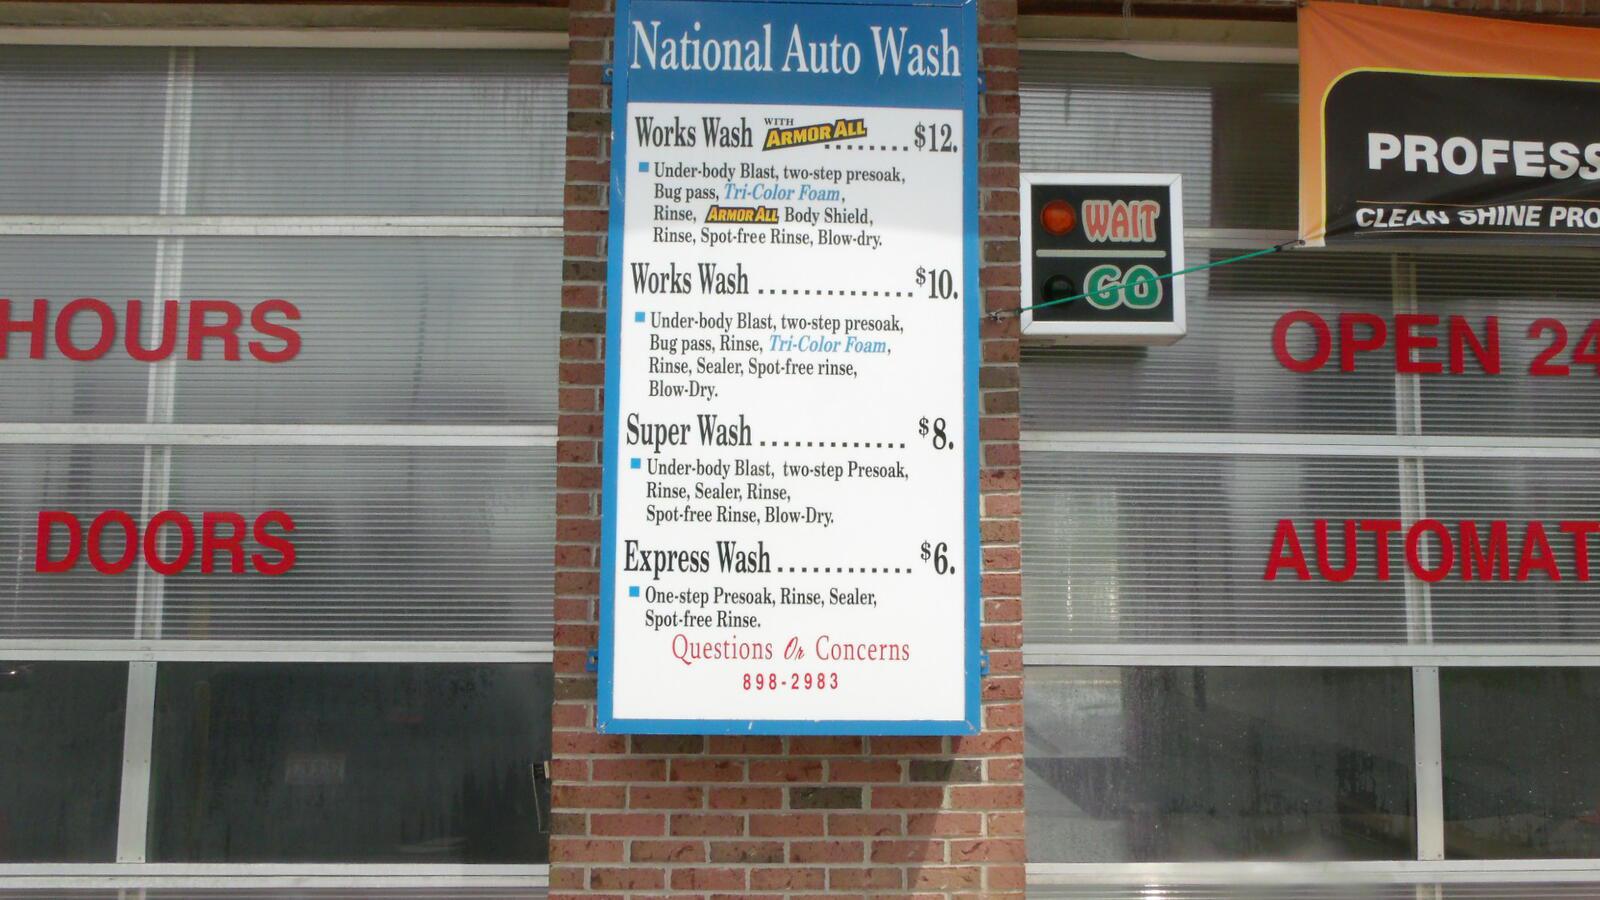 National Auto Wash
Works Wash WITH ARMOR ALL ........ $12.
Under-body Blast, two-step presoak,
Bug pass, Tri-Color Foam,
Rinse, ARMOR ALL Body Shield,
Rinse, Spot-free Rinse, Blow-dry.
Works Wash .............. $10.
Under-body Blast, two-step presoak,
Bug pass, Rinse, Tri-Color Foam,
Rinse, Sealer, Spot-free rinse,
Blow-Dry.
Super Wash ............. $8.
Under-body Blast, two-step Presoak,
Rinse, Sealer, Rinse,
Spot-free Rinse, Blow-Dry.
Express Wash ............ $6.
One-step Presoak, Rinse, Sealer,
Spot-free Rinse.
Questions Or Concerns
898-2983
HOURS
DOORS
WAIT
GO
PROFESS
CLEAN SHINE PRO
OPEN 24
AUTOMAT